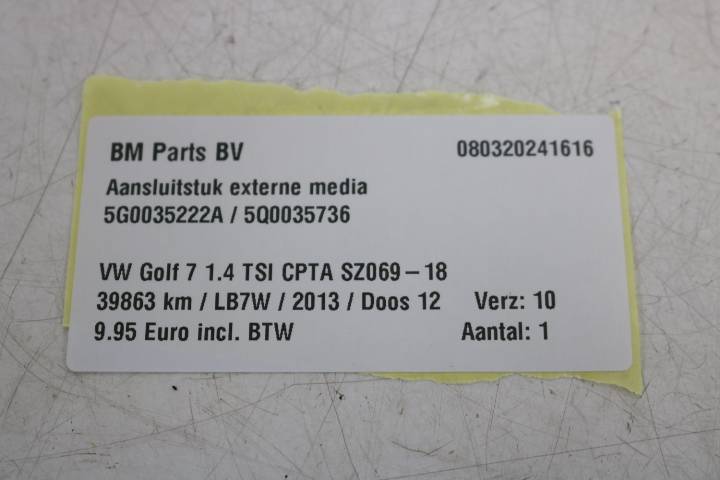 BM Parts BV 080320241616
Aansluitstuk externe media
5G0035222A / 5Q0035736
VW Golf 7 1.4 TSI CPTA SZ069-18
39863 km / LB7W / 2013 / Doos 12 Verz: 10
9.95 Euro incl. BTW Aantal: 1